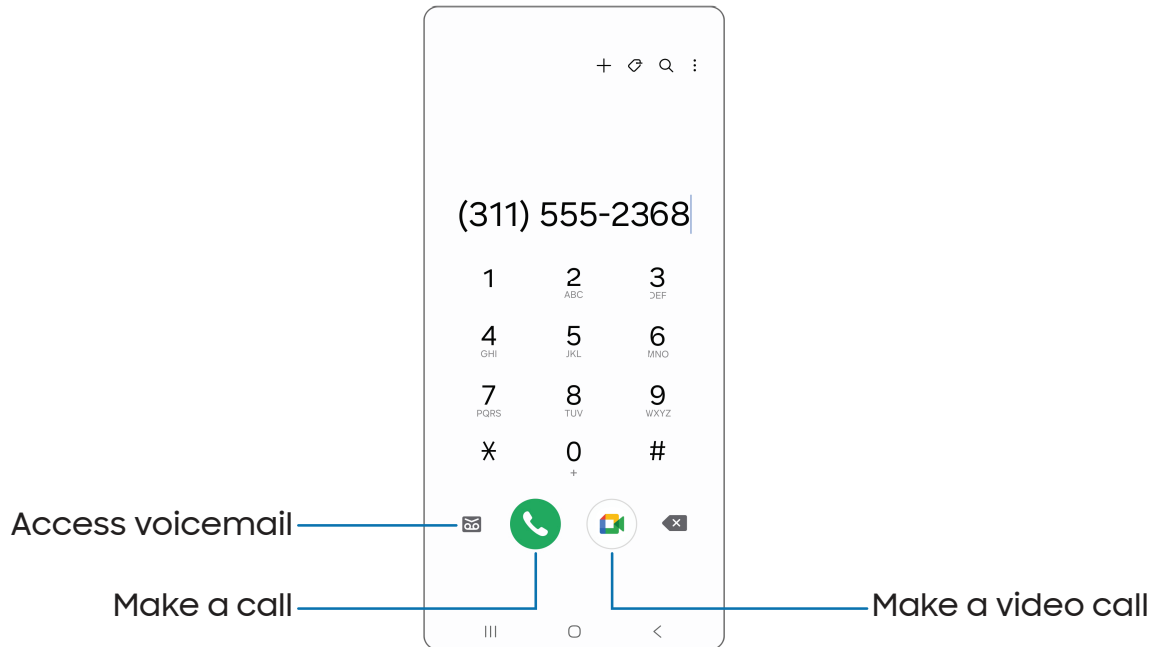 (311) 555-2368
1 2 3
ABC DEF
4 5 6
GHI JKL MNO
7 8 9
PQRS TUV WXYZ
* 0 #
+
Access voicemail
Make a call
Make a video call